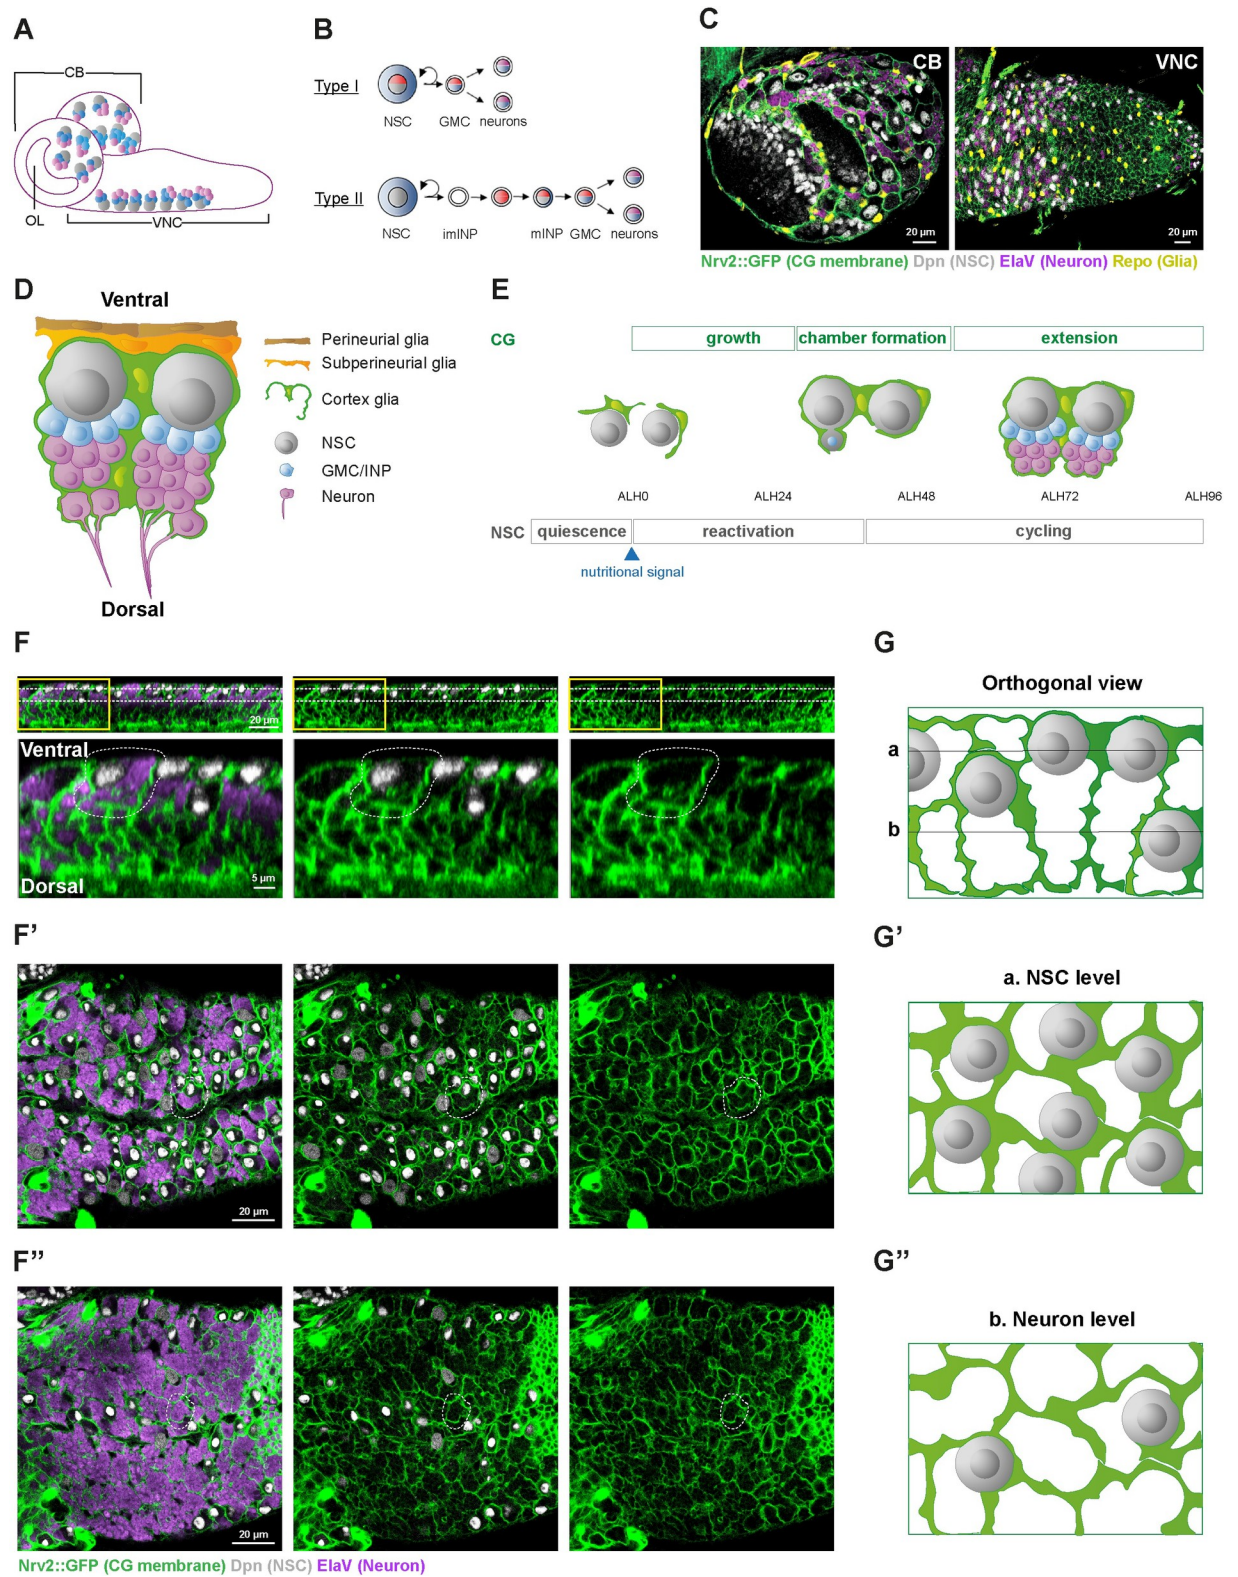 A
CB
OL
VNC
B
Type I
NSC
GMC
neurons
Type II
NSC
imINP
mINP
GMC
neurons
C
CB
VNC
20 µm
20 µm
Nrv2::GFP (CG membrane) Dpn (NSC) ElaV (Neuron) Repo (Glia)
D
Ventral
Perineurial glia
Subperineurial glia
Cortex glia
NSC
GMC/INP
Neuron
Dorsal
E
CG
growth
chamber formation
extension
ALH0
ALH24
ALH48
ALH72
ALH96
NSC
quiescence
reactivation
cycling
nutritional signal
F
20 µm
Ventral
Dorsal
5 µm
G
Orthogonal view
a
b
F’
20 µm
G’
a. NSC level
F”
20 µm
G”
b. Neuron level
Nrv2::GFP (CG membrane) Dpn (NSC) ElaV (Neuron)